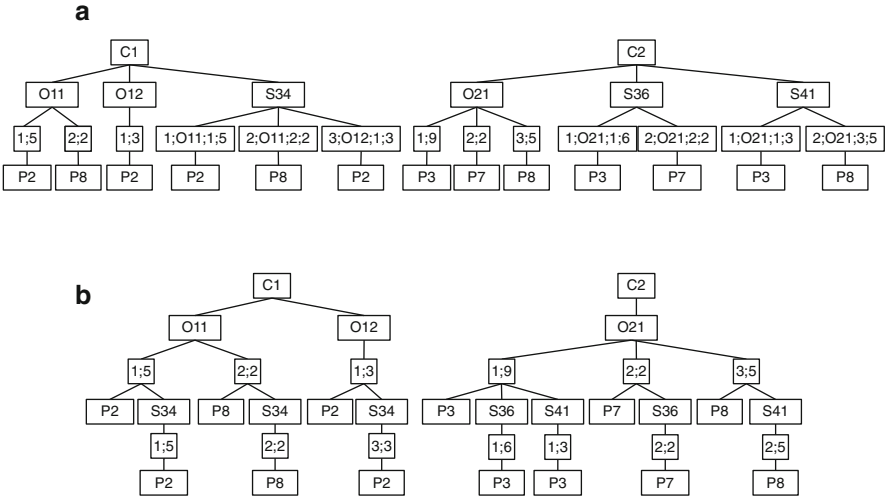 a
C1 C2
O11 O12 S34 O21 S36 S41
1;5 2;2 1;3 1;O11;1;5 2;O11;2;2 3;O12;1;3 1;9 2;2 3;5 1;O21;1;6 2;O21;2;2 1;O21;1;3 2;O21;3;5
P2 P8 P2 P2 P8 P2 P3 P7 P8 P3 P7 P3 P8
b
C1 C2
O11 O12 O21
1;5 2;2 1;3 1;9 2;2 3;5
P2 S34 P8 S34 P2 S34 P3 S36 S41 P7 S36 P8 S41
1;5 2;2 3;3 1;6 1;3 2;2 2;5
P2 P8 P2 P3 P3 P7 P8